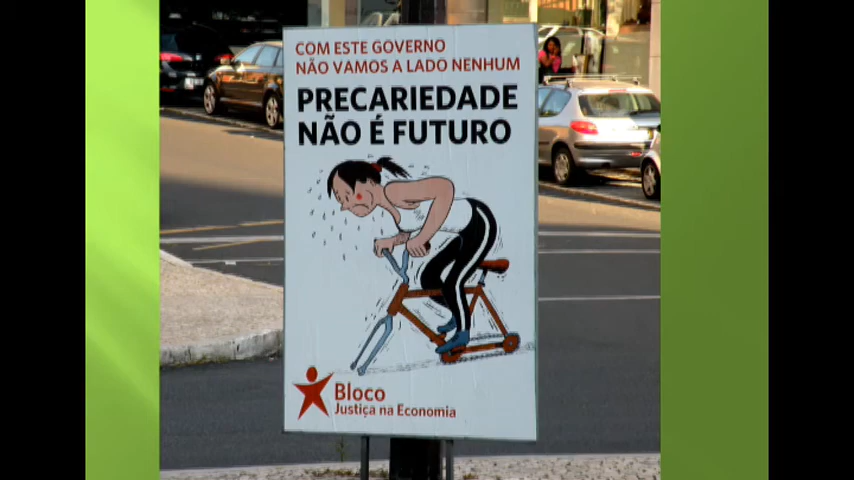 COM ESTE GOVERNO
NÃO VAMOS A LADO NENHUM
PRECARIEDADE
NÃO É FUTURO
Bloco
Justiça na Economia